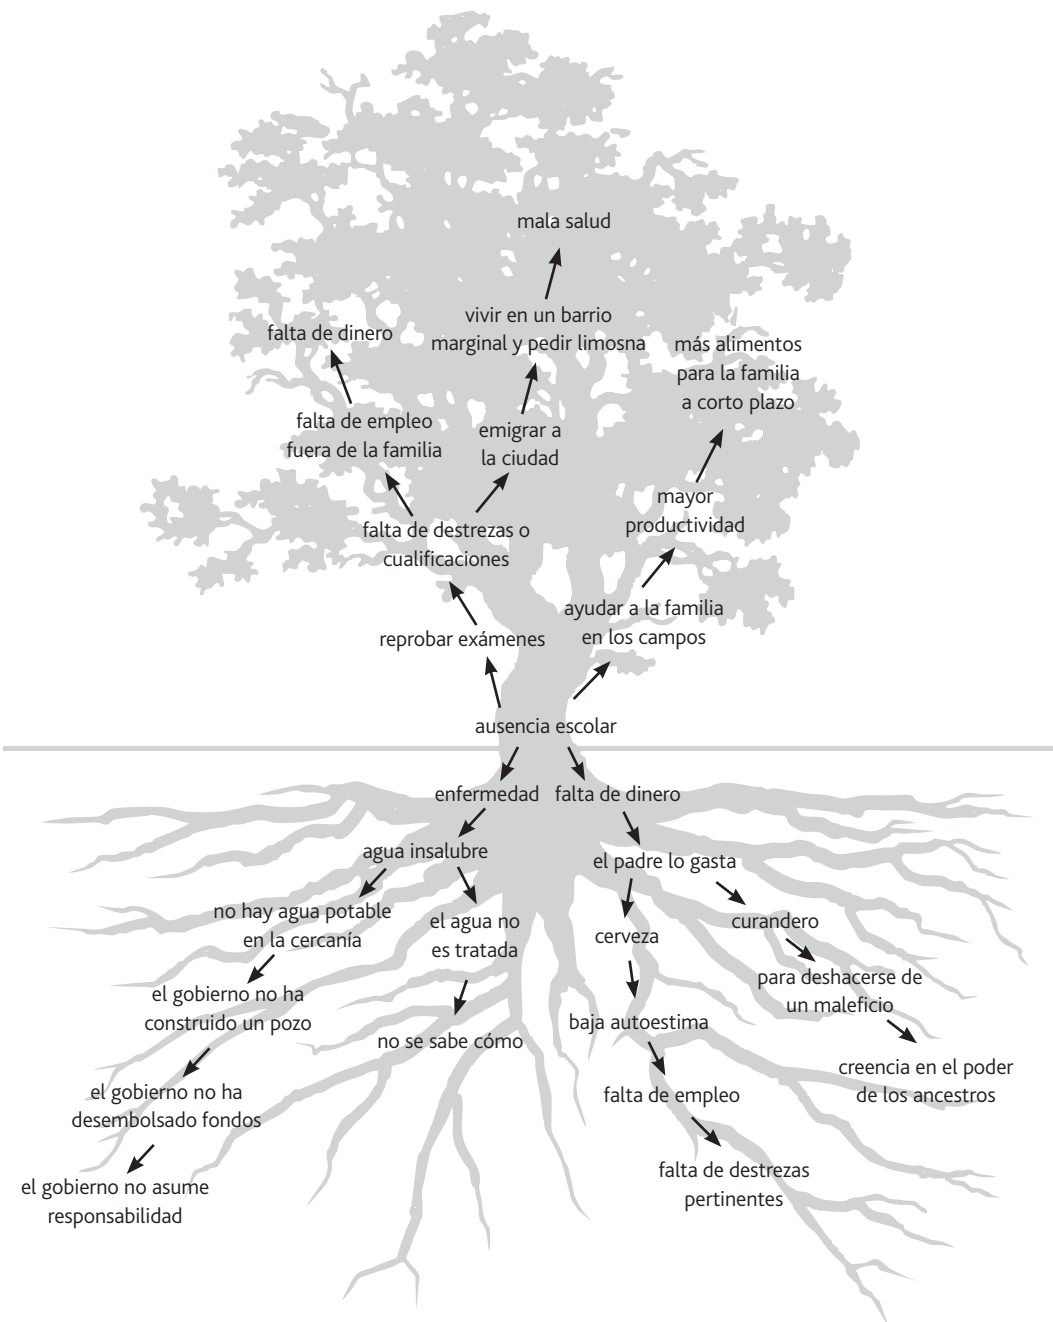 mala salud
vivir en un barrio
marginal y pedir limosna
falta de dinero
más alimentos
para la familia
a corto plazo
falta de empleo
fuera de la familia
emigrar a
la ciudad
mayor
productividad
falta de destrezas o
cualificaciones
ayudar a la familia
en los campos
reprobar exámenes
ausencia escolar
enfermedad
falta de dinero
agua insalubre
el padre lo gasta
no hay agua potable
en la cercanía
el agua no
es tratada
cerveza
curandero
el gobierno no ha
construido un pozo
no se sabe cómo
baja autoestima
para deshacerse de
un maleficio
el gobierno no ha
desembolsado fondos
falta de empleo
creencia en el poder
de los ancestros
el gobierno no asume
responsabilidad
falta de destrezas
pertinentes